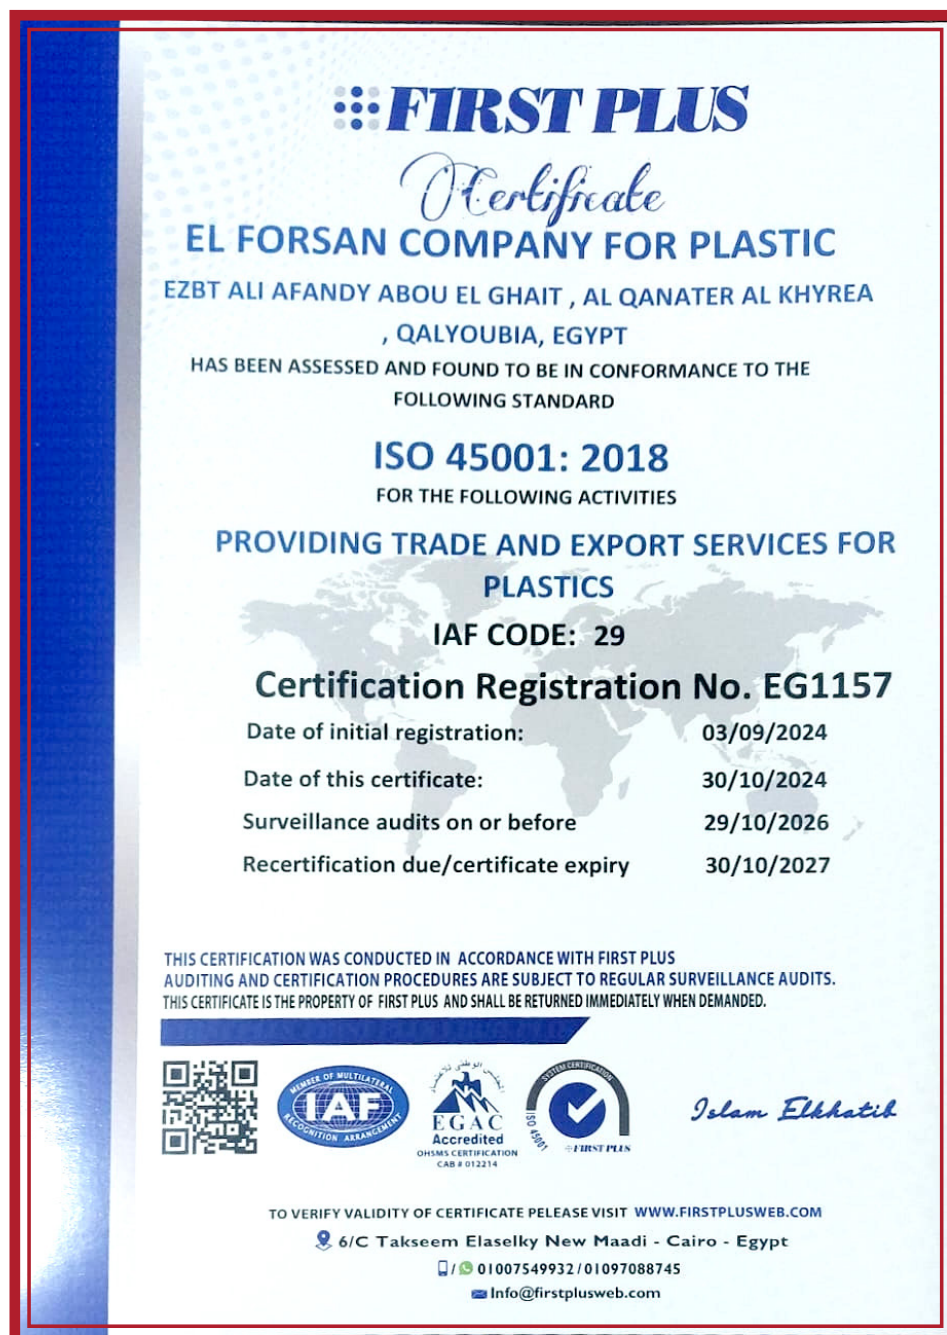 FIRST PLUS
Certificate
EL FORSAN COMPANY FOR PLASTIC
EZBT ALI AFANDY ABOU EL GHAIT , AL QANATER AL KHYREA
, QALYOUBIA, EGYPT
HAS BEEN ASSESSED AND FOUND TO BE IN CONFORMANCE TO THE
FOLLOWING STANDARD
ISO 45001: 2018
FOR THE FOLLOWING ACTIVITIES
PROVIDING TRADE AND EXPORT SERVICES FOR
PLASTICS
IAF CODE: 29
Certification Registration No. EG1157
Date of initial registration: 03/09/2024
Date of this certificate: 30/10/2024
Surveillance audits on or before 29/10/2026
Recertification due/certificate expiry 30/10/2027
THIS CERTIFICATION WAS CONDUCTED IN ACCORDANCE WITH FIRST PLUS
AUDITING AND CERTIFICATION PROCEDURES ARE SUBJECT TO REGULAR SURVEILLANCE AUDITS.
THIS CERTIFICATE IS THE PROPERTY OF FIRST PLUS AND SHALL BE RETURNED IMMEDIATELY WHEN DEMANDED.
MEMBER OF MULTILATERAL
IAF
RECOGNITION ARRANGEMENT
EGAC
Accredited
OHSMS CERTIFICATION
CAB # 012214
SYSTEM CERTIFICATION
ISO 45001
FIRST PLUS
Islam Elkhatib
TO VERIFY VALIDITY OF CERTIFICATE PELEASE VISIT WWW.FIRSTPLUSWEB.COM
6/C Takseem Elaselky New Maadi - Cairo - Egypt
/ 01007549932/01097088745
Info@firstplusweb.com